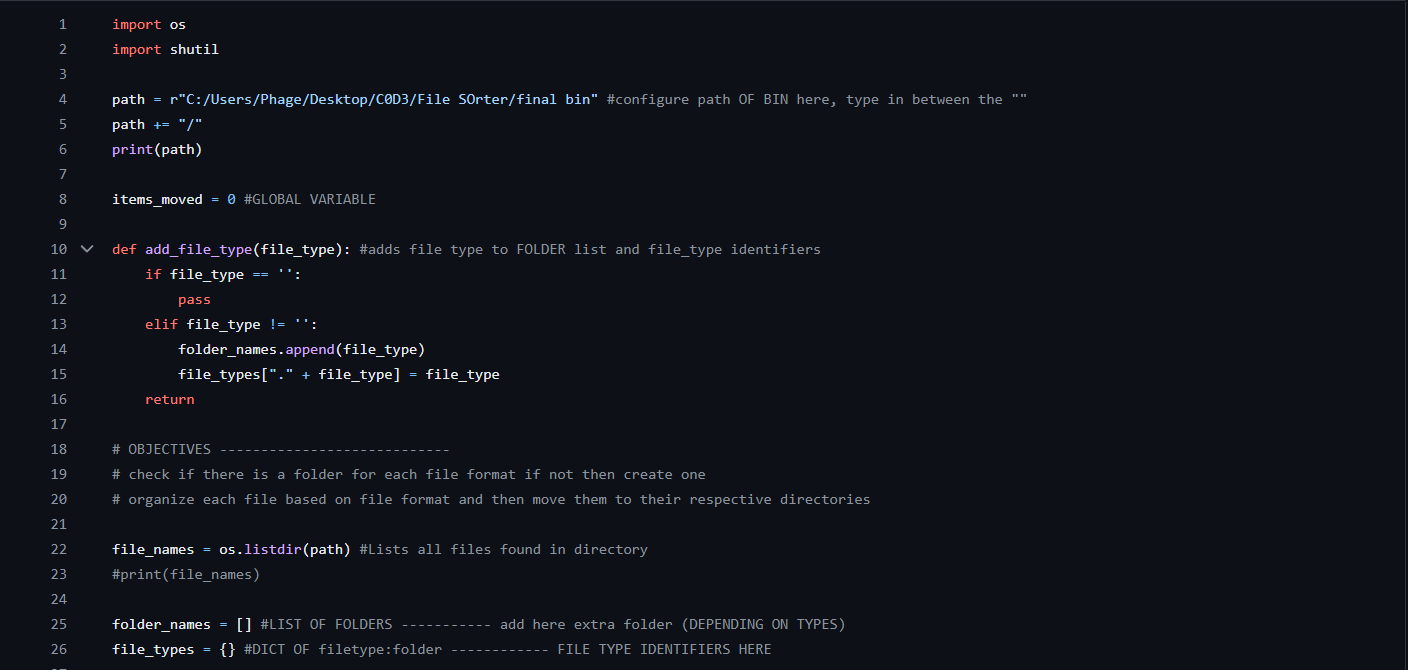 1 import os
2 import shutil
3
4 path = r"C:/Users/Phage/Desktop/C0D3/File SOrter/final bin" #configure path OF BIN here, type in between the ""
5 path += "/"
6 print(path)
7
8 items_moved = 0 #GLOBAL VARIABLE
9
10 def add_file_type(file_type): #adds file type to FOLDER list and file_type identifiers
11     if file_type == '':
12         pass
13     elif file_type != '':
14         folder_names.append(file_type)
15         file_types["." + file_type] = file_type
16     return
17
18 # OBJECTIVES ----------------------------
19 # check if there is a folder for each file format if not then create one
20 # organize each file based on file format and then move them to their respective directories
21
22 file_names = os.listdir(path) #Lists all files found in directory
23 #print(file_names)
24
25 folder_names = [] #LIST OF FOLDERS ----------- add here extra folder (DEPENDING ON TYPES)
26 file_types = {} #DICT OF filetype:folder ------------ FILE TYPE IDENTIFIERS HERE